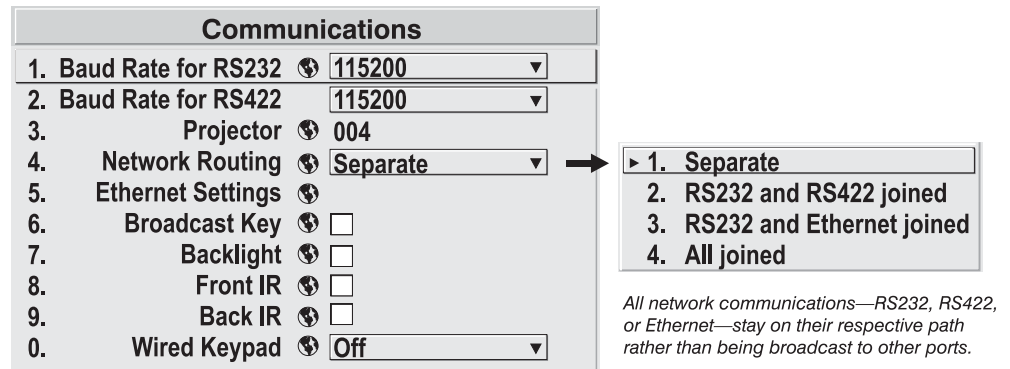 Communications
1. Baud Rate for RS232 115200
2. Baud Rate for RS422 115200
3. Projector 004
4. Network Routing Separate
5. Ethernet Settings
6. Broadcast Key
7. Backlight
8. Front IR
9. Back IR
0. Wired Keypad Off
1. Separate
2. RS232 and RS422 joined
3. RS232 and Ethernet joined
4. All joined
All network communications—RS232, RS422,
or Ethernet—stay on their respective path
rather than being broadcast to other ports.